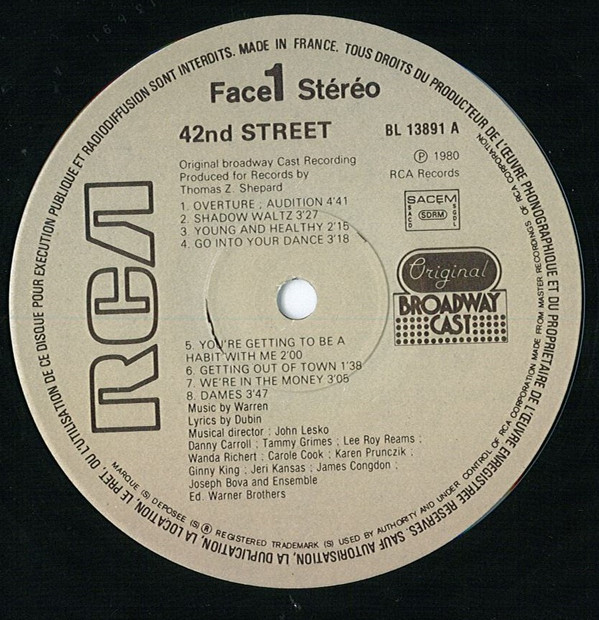 TOUS DROITS DU PRODUCTEUR DE L'ŒUVRE PHONOGRAPHIQUE ET DU PROPRIETAIRE DE L'ŒUVRE ENREGISTREE RESERVES. SAUF AUTORISATION, LA DUPLICATION, LA LOCATION, LE PRET, OU L'UTILISATION DE CE DISQUE POUR EXECUTION PUBLIQUE ET RADIODIFFUSION SONT INTERDITS. MADE IN FRANCE.
MARQUE (S) DEPOSEE (S) ® REGISTERED TRADEMARK (S) USED BY AUTHORITY AND UNDER CONTROL OF RCA CORPORATION MADE FROM MASTER RECORDINGS OF RCA CORPORATION.
Face 1 Stéréo
42nd STREET
BL 13891 A
Original broadway Cast Recording
Produced for Records by
Thomas Z. Shepard
℗ 1980
RCA Records
1. OVERTURE ; AUDITION 4'41
2. SHADOW WALTZ 3'27
3. YOUNG AND HEALTHY 2'15
4. GO INTO YOUR DANCE 3'18
SACEM
SACD
SDRM
SGDL
RCA
Original
BROADWAY
CAST
5. YOU'RE GETTING TO BE A
HABIT WITH ME 2'00
6. GETTING OUT OF TOWN 1'38
7. WE'RE IN THE MONEY 3'05
8. DAMES 3'47
Music by Warren
Lyrics by Dubin
Musical director : John Lesko
Danny Carroll ; Tammy Grimes ; Lee Roy Reams ;
Wanda Richert ; Carole Cook ; Karen Prunczik ;
Ginny King ; Jeri Kansas ; James Congdon ;
Joseph Bova and Ensemble
Ed. Warner Brothers